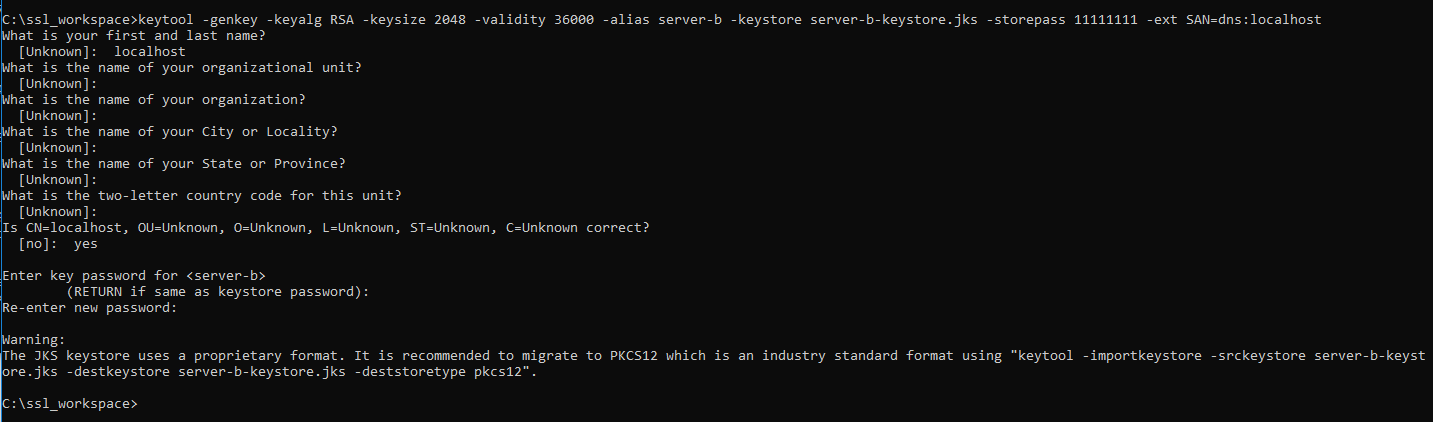 C:\ssl_workspace>keytool -genkey -keyalg RSA -keysize 2048 -validity 36000 -alias server-b -keystore server-b-keystore.jks -storepass 11111111 -ext SAN=dns:localhost
What is your first and last name?
  [Unknown]:  localhost
What is the name of your organizational unit?
  [Unknown]:
What is the name of your organization?
  [Unknown]:
What is the name of your City or Locality?
  [Unknown]:
What is the name of your State or Province?
  [Unknown]:
What is the two-letter country code for this unit?
  [Unknown]:
Is CN=localhost, OU=Unknown, O=Unknown, L=Unknown, ST=Unknown, C=Unknown correct?
  [no]:  yes

Enter key password for <server-b>
        (RETURN if same as keystore password):
Re-enter new password:

Warning:
The JKS keystore uses a proprietary format. It is recommended to migrate to PKCS12 which is an industry standard format using "keytool -importkeystore -srckeystore server-b-keyst
ore.jks -destkeystore server-b-keystore.jks -deststoretype pkcs12".

C:\ssl_workspace>